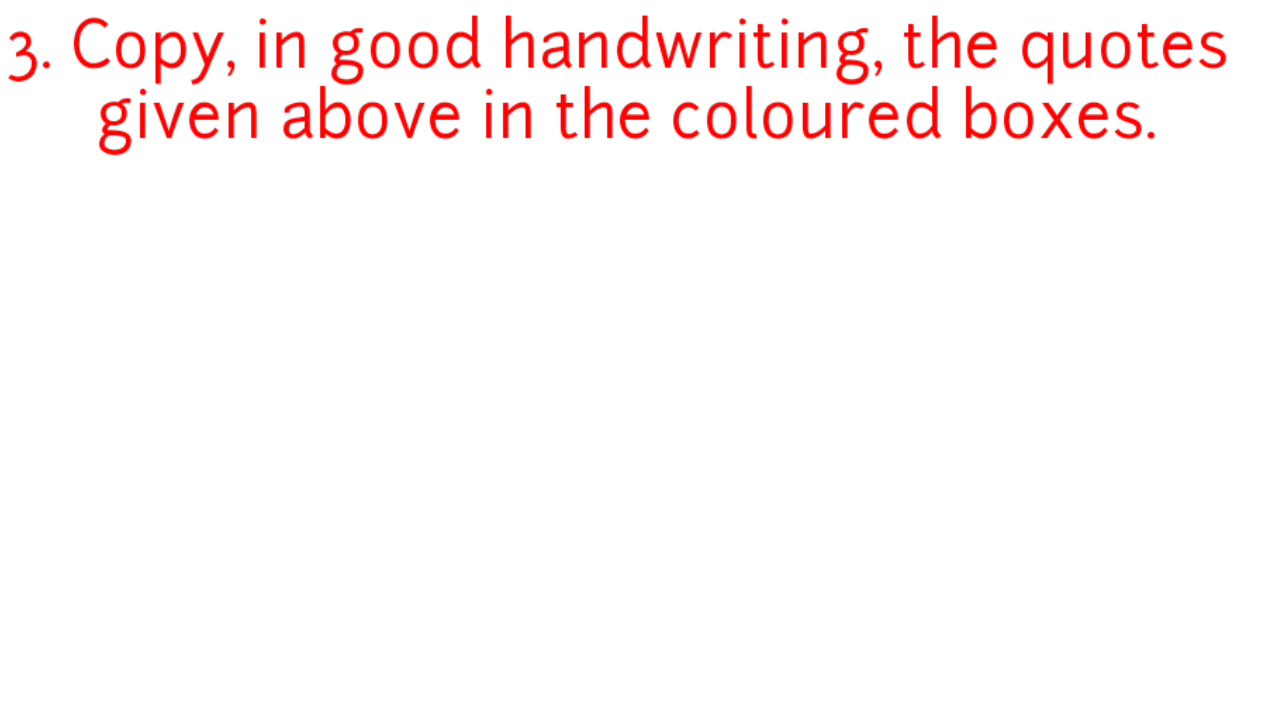 3. Copy, in good handwriting, the quotes
given above in the coloured boxes.